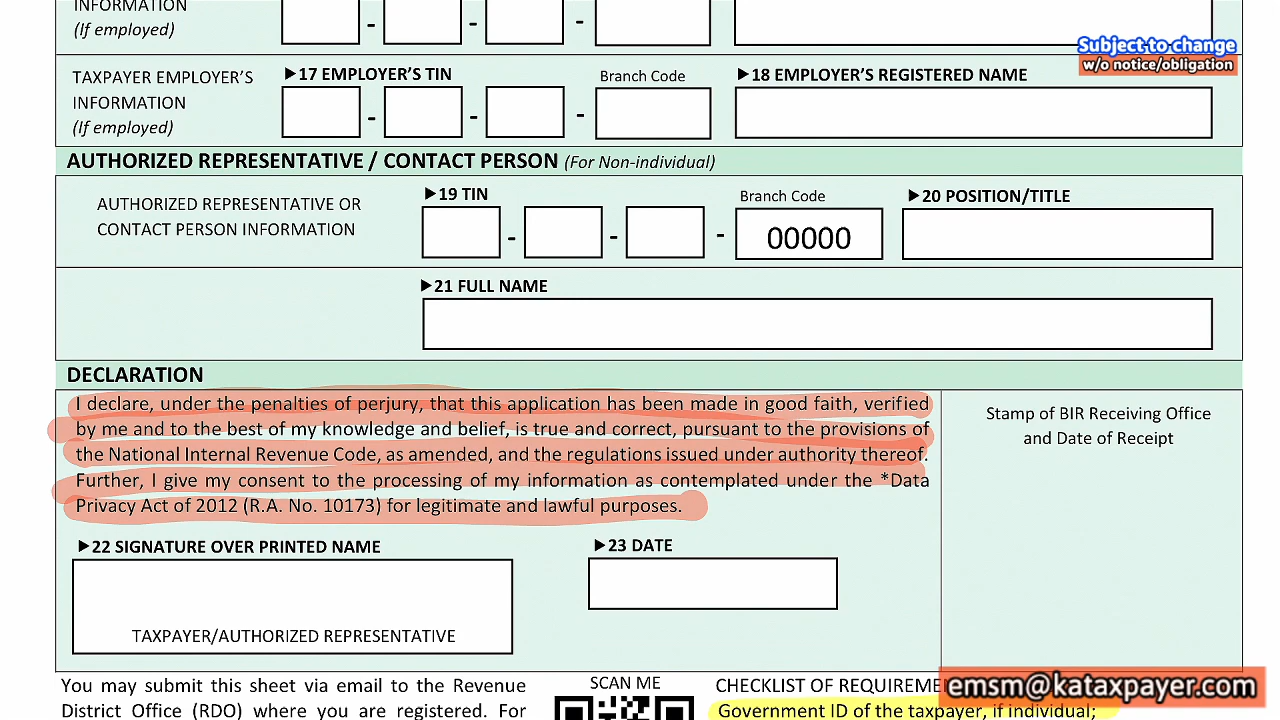 INFORMATION
(If employed)
- - -
Subject to change
w/o notice/obligation
TAXPAYER EMPLOYER'S
INFORMATION
(If employed)
▶17 EMPLOYER'S TIN
Branch Code
- - -
▶18 EMPLOYER'S REGISTERED NAME
AUTHORIZED REPRESENTATIVE / CONTACT PERSON (For Non-individual)
AUTHORIZED REPRESENTATIVE OR
CONTACT PERSON INFORMATION
▶19 TIN
Branch Code
- - - 00000
▶20 POSITION/TITLE
▶21 FULL NAME
DECLARATION
I declare, under the penalties of perjury, that this application has been made in good faith, verified
by me and to the best of my knowledge and belief, is true and correct, pursuant to the provisions of
the National Internal Revenue Code, as amended, and the regulations issued under authority thereof.
Further, I give my consent to the processing of my information as contemplated under the *Data
Privacy Act of 2012 (R.A. No. 10173) for legitimate and lawful purposes.
Stamp of BIR Receiving Office
and Date of Receipt
▶22 SIGNATURE OVER PRINTED NAME
▶23 DATE
TAXPAYER/AUTHORIZED REPRESENTATIVE
You may submit this sheet via email to the Revenue
District Office (RDO) where you are registered. For
SCAN ME
CHECKLIST OF REQUIREME
Government ID of the taxpayer, if individual;
emsm@kataxpayer.com